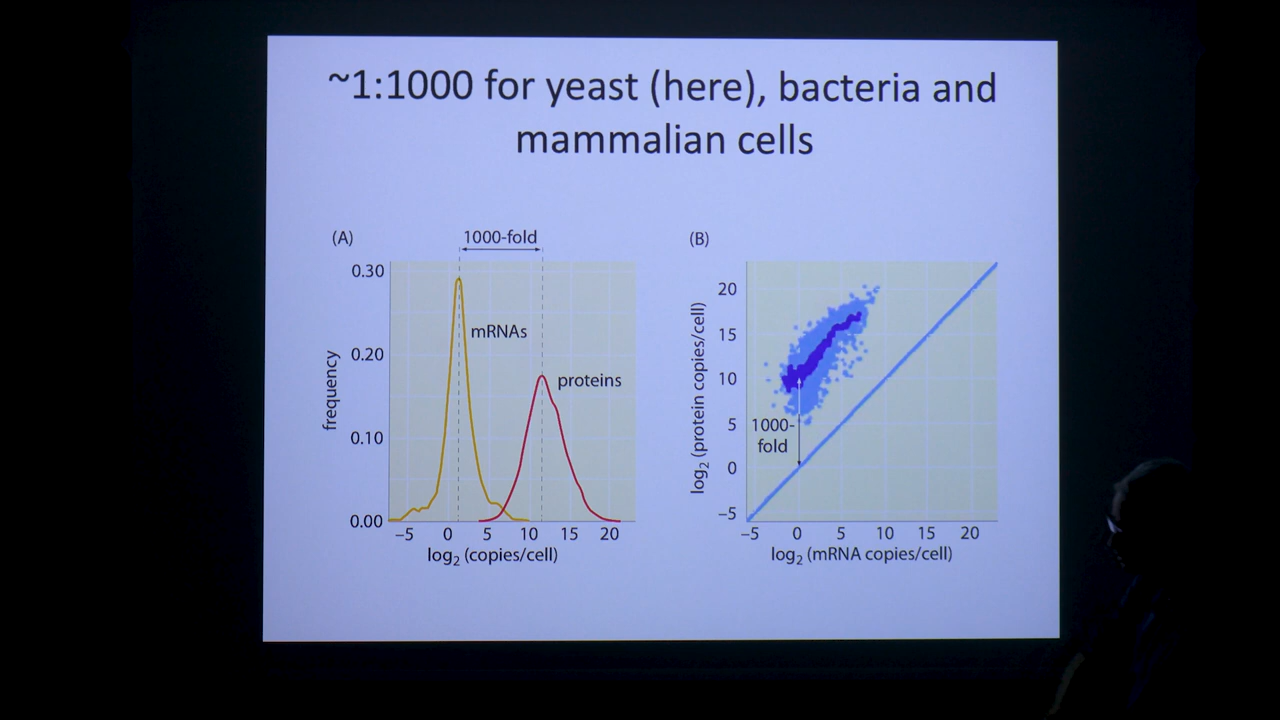 ~1:1000 for yeast (here), bacteria and
mammalian cells
(A)
1000-fold
0.30
0.20
0.10
0.00
frequency
mRNAs
proteins
–5 0 5 10 15 20
log₂ (copies/cell)
(B)
20
15
10
5
0
–5
log₂ (protein copies/cell)
1000-
fold
–5 0 5 10 15 20
log₂ (mRNA copies/cell)